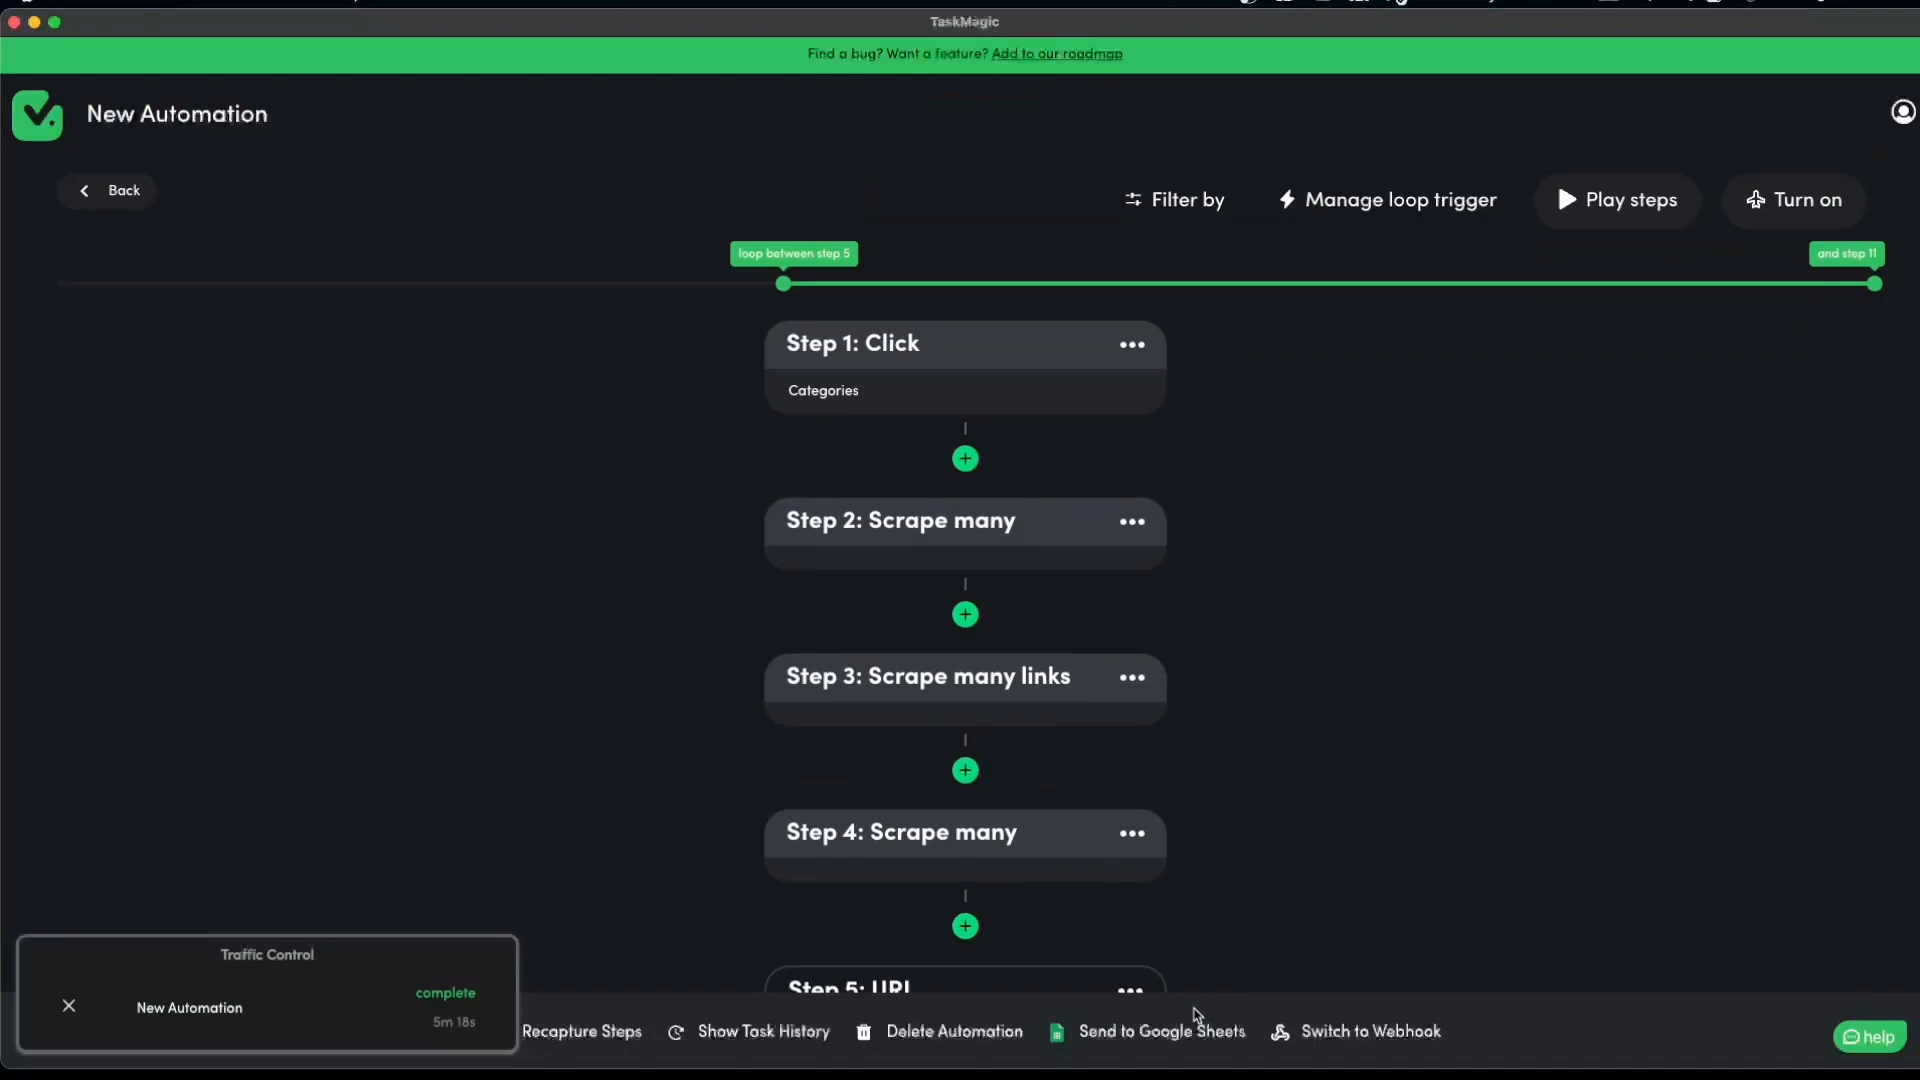 TaskMagic
Find a bug? Want a feature? Add to our roadmap
New Automation
Back
Filter by
Manage loop trigger
Play steps
Turn on
loop between step 5
and step 11
Step 1: Click
Categories
Step 2: Scrape many
Step 3: Scrape many links
Step 4: Scrape many
Step 5: URL
Traffic Control
New Automation
complete
5m 18s
Recapture Steps
Show Task History
Delete Automation
Send to Google Sheets
Switch to Webhook
help